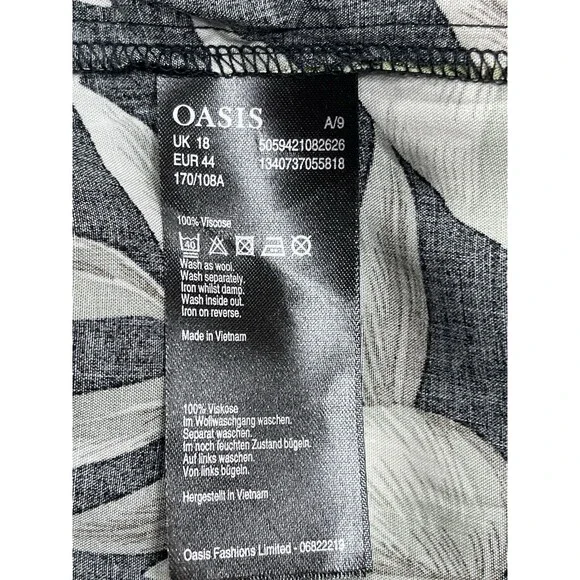 OASIS A/9
UK 18 5059421082626
EUR 44 1340737055818
170/108A
100% Viscose
40
Wash as wool.
Wash separately.
Iron whilst damp.
Wash inside out.
Iron on reverse.
Made in Vietnam
100% Viskose
Im Wollwaschgang waschen.
Separat waschen.
Im noch feuchten Zustand bügeln.
Auf links waschen.
Von links bügeln.
Hergestellt in Vietnam
Oasis Fashions Limited - 06822219